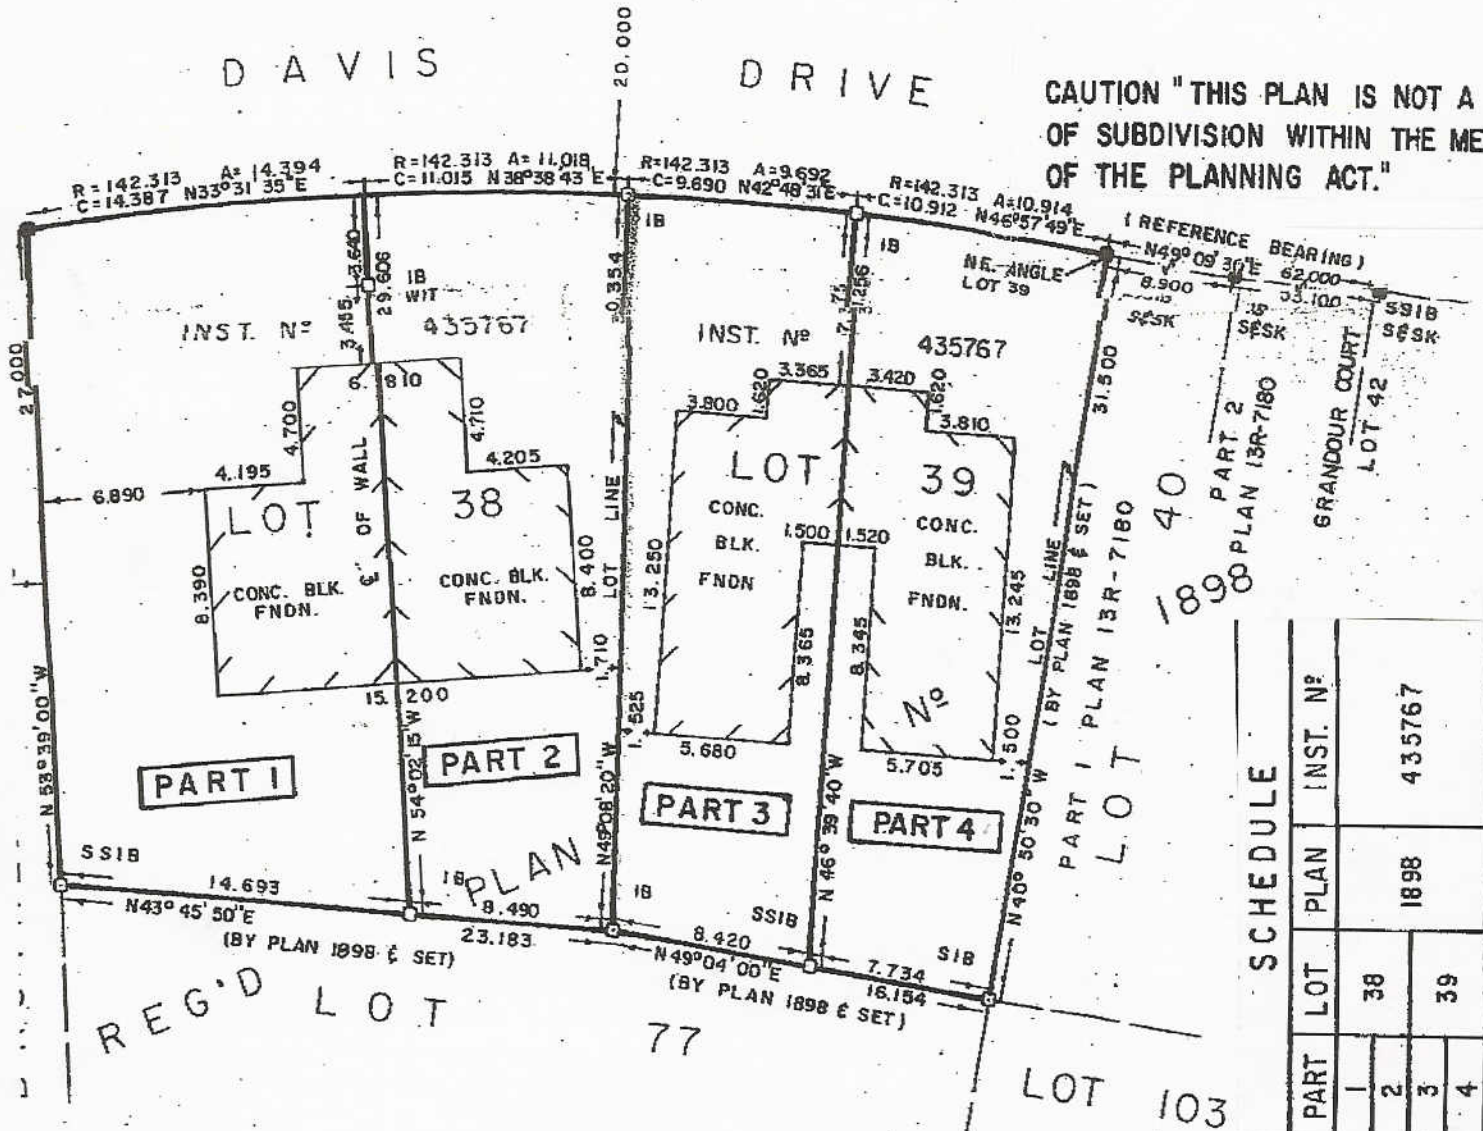 DAVIS DRIVE
20.000
CAUTION "THIS PLAN IS NOT A
OF SUBDIVISION WITHIN THE ME
OF THE PLANNING ACT."
R=142.313 A=14.394
C=14.387 N33°31'35"E
R=142.313 A=11.018
C=11.015 N38°38'43"E
R=142.313 A=9.692
C=9.690 N42°48'31"E
R=142.313 A=10.914
C=10.912 N46°57'49"E
(REFERENCE BEARING)
N49°09'30"E
62.000
8.900
53.100
N.E. ANGLE
LOT 39
IB
IB
IB
WIT
3.640
29.606
3.455
SSIB
S&SK
S&SK
S&SK
INST. Nº 435767
INST. Nº 435767
27.000
31.500
6.810
4.700
4.710
4.195
4.205
6.890
3.365
3.420
1.620
1.620
3.800
3.810
LOT 38
LOT 39
℄ OF WALL
LOT LINE
CONC. BLK.
FNDN.
CONC. BLK.
FNDN.
CONC.
BLK.
FNDN
CONC.
BLK.
FNDN.
8.390
8.400
13.250
13.245
1.500
1.520
8.365
8.345
15.200
1.710
1.525
1.500
5.680
5.705
Nº
LOT LINE
(BY PLAN 1898 & SET)
PART 1 PLAN 13R-7180
LOT 40
1898
PART 2
PLAN 13R-7180
GRANDOUR COURT
LOT 42
N 53°39'00"W
N 54°02'15"W
N49°08'20"W
N 46°39'40"W
N 40°50'30"W
PART 1
PART 2
PART 3
PART 4
SSIB
IB
IB
SSIB
SIB
PLAN
14.693
N43°45'50"E
(BY PLAN 1898 & SET)
8.490
23.183
8.420
N49°04'00"E
(BY PLAN 1898 & SET)
7.734
16.154
REG'D
LOT 77
LOT 103
SCHEDULE
PART LOT PLAN INST. Nº
1 38 1898 435767
2
3 39
4